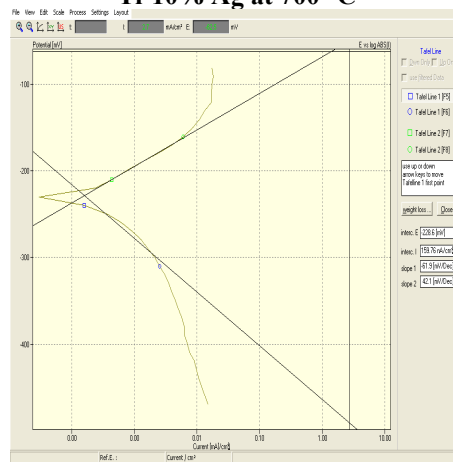 Ti 10% Ag at 700 °C
File View Edit Scale Process Settings Layout
t: I: mA/cm² E: mV
Potential [mV] E vs log ABS(I)
-100
-200
-300
-400
0.00 0.00 0.01 0.10 1.00 10.00
Current [mA/cm²]
Ref.E. : Current / cm²
Tafel Line
use filtered Data
Tafel Line 1 [F5]
Tafel Line 1 [F6]
Tafel Line 2 [F7]
Tafel Line 2 [F8]
use up or down
arrow keys to move
Tafelline 1 first point
weight loss ... Close
interc. E -228.6 [mV]
interc. I 159.76 nA/cm²
slope 1 -61.9 [mV/Dec]
slope 2 42.1 [mV/Dec]